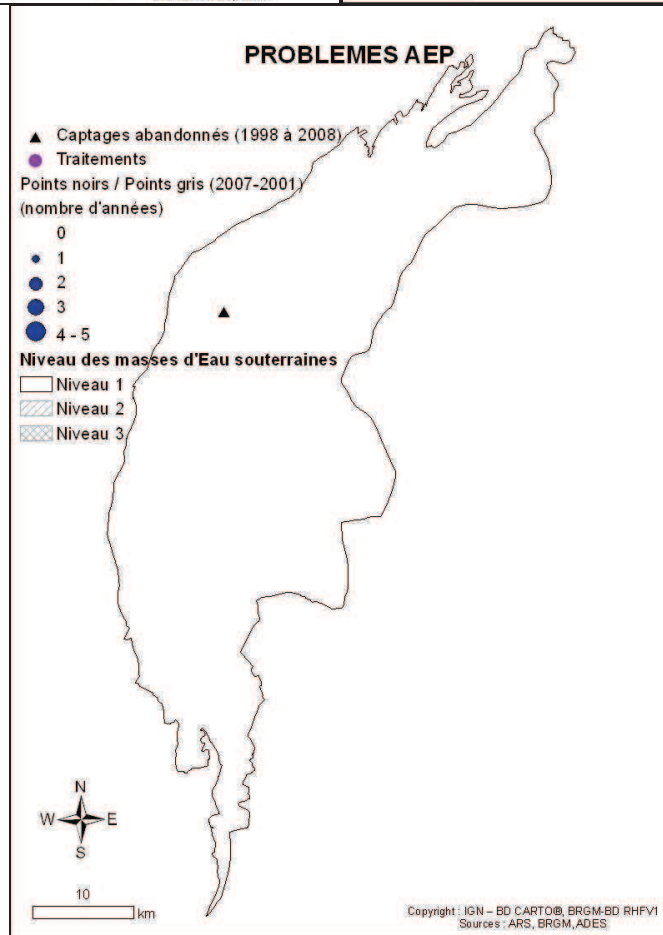 PROBLEMES AEP
Captages abandonnés (1998 à 2008)
Traitements
Points noirs / Points gris (2007-2001)
(nombre d'années)
0
1
2
3
4 - 5
Niveau des masses d'Eau souterraines
Niveau 1
Niveau 2
Niveau 3
N
W E
S
10
km
Copyright : IGN – BD CARTO®, BRGM-BD RHFV1
Sources : ARS, BRGM, ADES